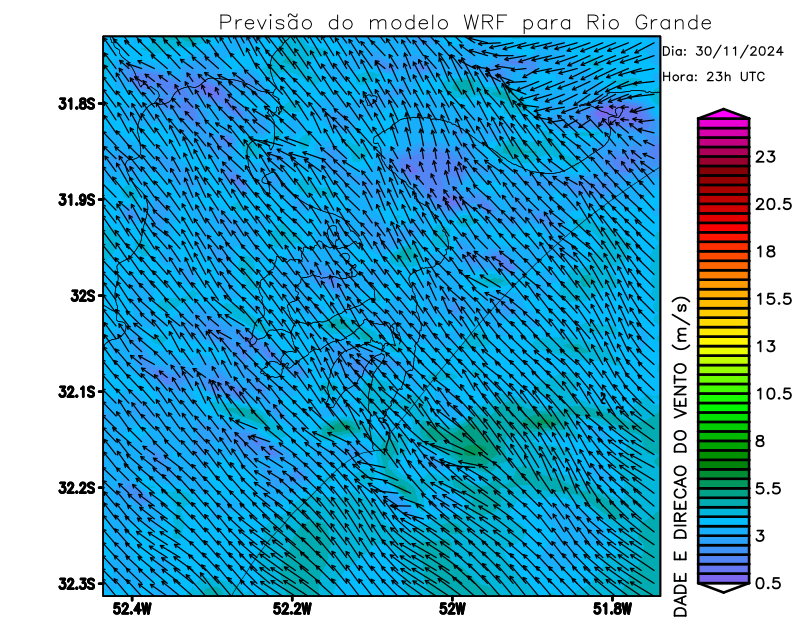 Previsão do modelo WRF para Rio Grande
Dia: 30/11/2024
Hora: 23h UTC
31.8S
31.9S
32S
32.1S
32.2S
32.3S
52.4W
52.2W
52W
51.8W
23
20.5
18
15.5
13
10.5
8
5.5
3
0.5
DADE E DIRECAO DO VENTO (m/s)